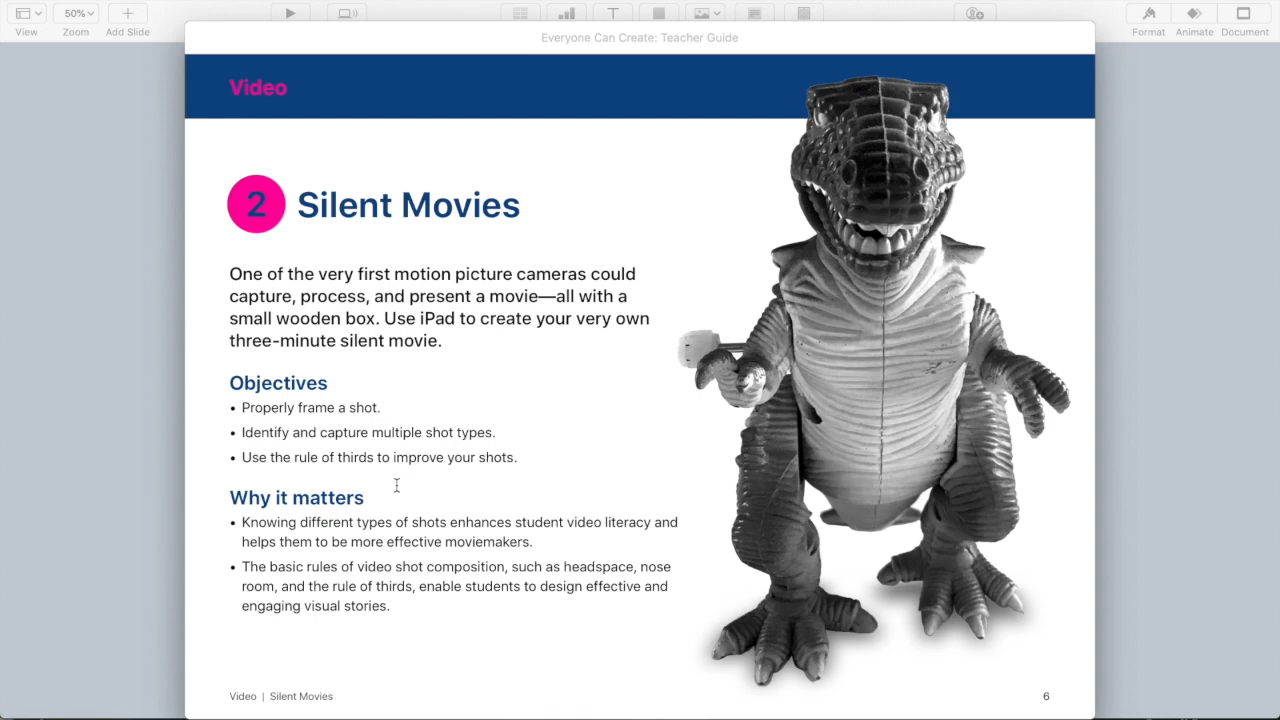 50%
View
Zoom
Add Slide
Format
Animate
Document
Everyone Can Create: Teacher Guide
Video
2 Silent Movies
One of the very first motion picture cameras could
capture, process, and present a movie—all with a
small wooden box. Use iPad to create your very own
three-minute silent movie.
Objectives
• Properly frame a shot.
• Identify and capture multiple shot types.
• Use the rule of thirds to improve your shots.
Why it matters
• Knowing different types of shots enhances student video literacy and
helps them to be more effective moviemakers.
• The basic rules of video shot composition, such as headspace, nose
room, and the rule of thirds, enable students to design effective and
engaging visual stories.
Video | Silent Movies
6